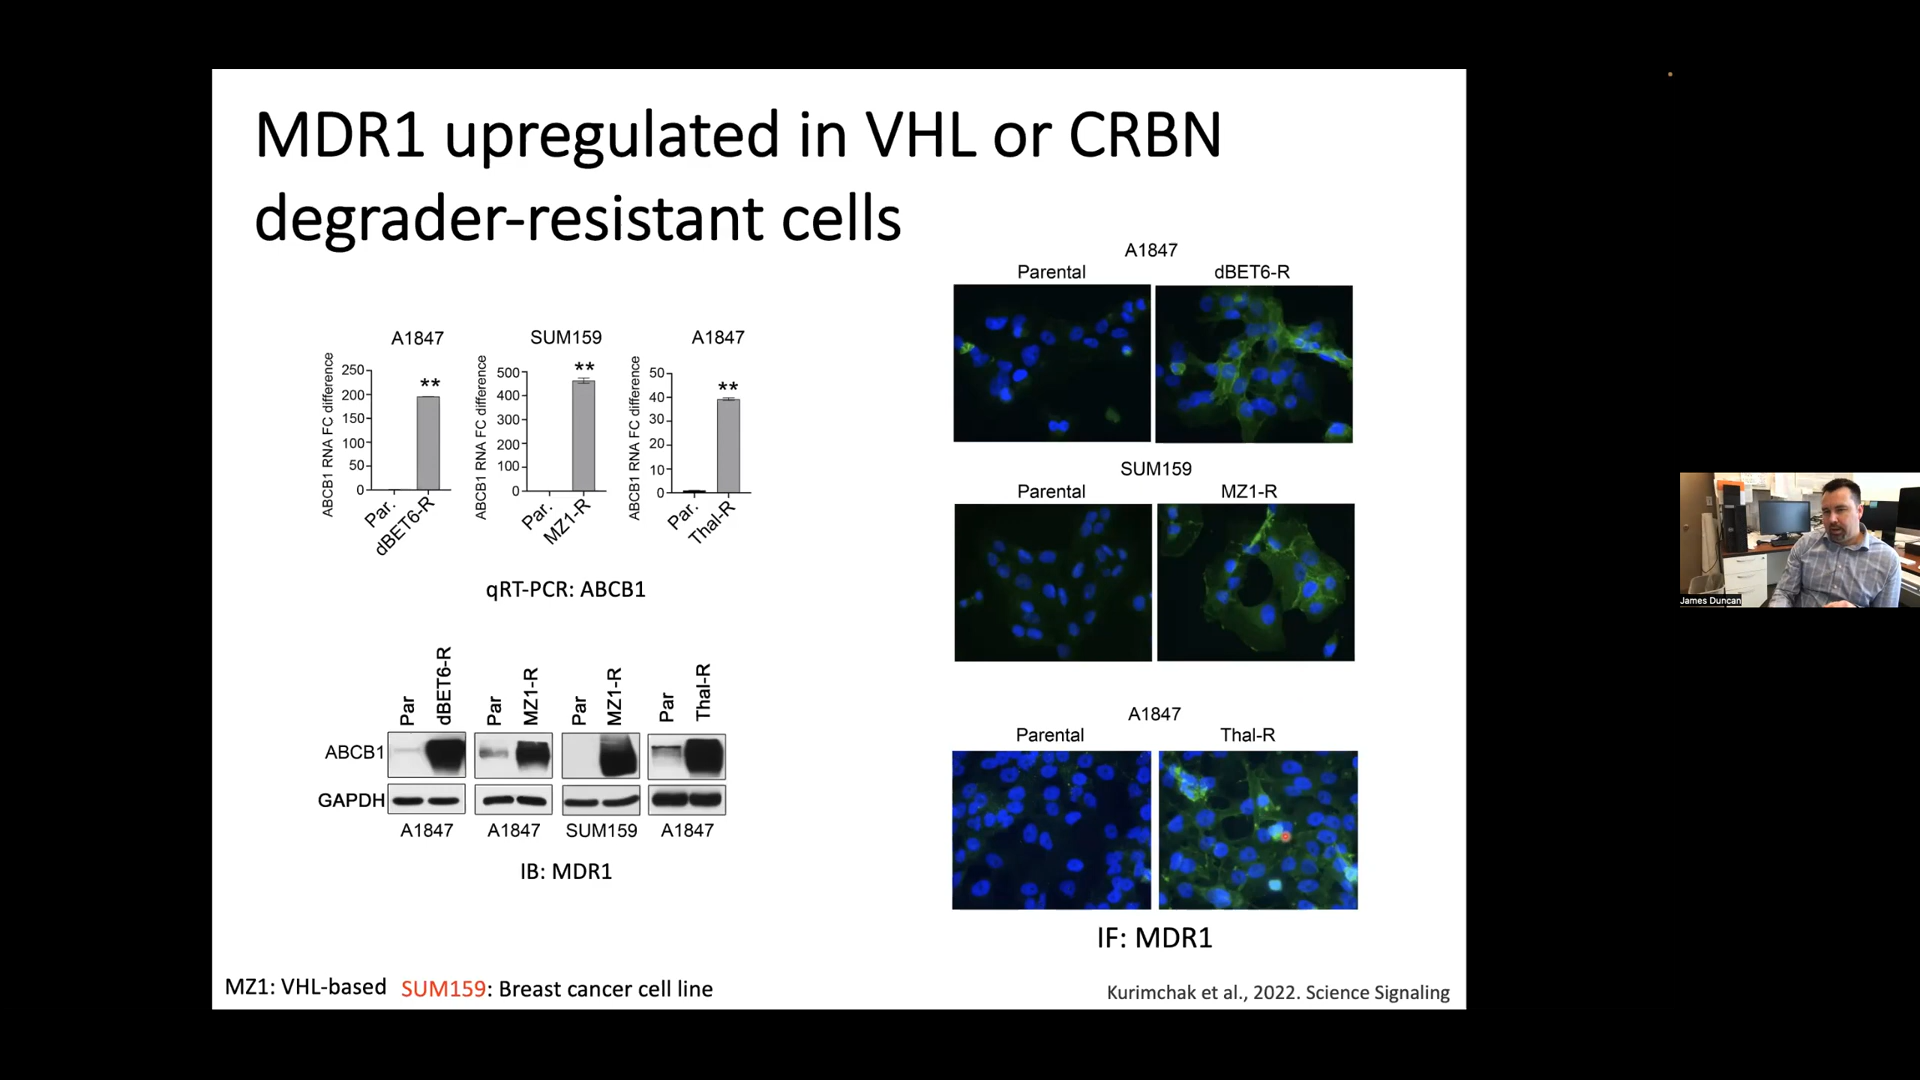 MDR1 upregulated in VHL or CRBN
degrader-resistant cells
A1847
ABCB1 RNA FC difference
250
200
150
100
50
0
**
Par.
dBET6-R
SUM159
ABCB1 RNA FC difference
500
400
300
200
100
0
**
Par.
MZ1-R
A1847
ABCB1 RNA FC difference
50
40
30
20
10
0
**
Par.
Thal-R
qRT-PCR: ABCB1
Par dBET6-R Par MZ1-R Par MZ1-R Par Thal-R
ABCB1
GAPDH
A1847 A1847 SUM159 A1847
IB: MDR1
A1847
Parental dBET6-R
SUM159
Parental MZ1-R
A1847
Parental Thal-R
IF: MDR1
MZ1: VHL-based SUM159: Breast cancer cell line
Kurimchak et al., 2022. Science Signaling
James Duncan